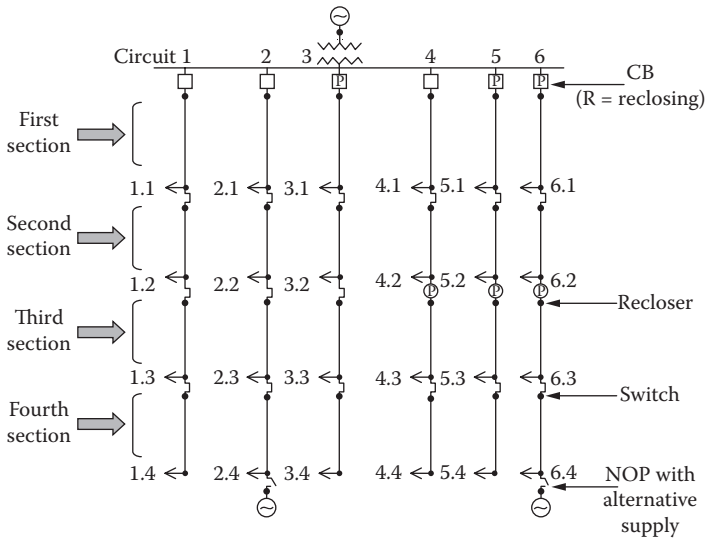 Circuit 1 2 3 4 5 6
P P P
CB
(R = reclosing)
First
section
1.1 2.1 3.1 4.1 5.1 6.1
Second
section
1.2 2.2 3.2 4.2 5.2 6.2
P P P
Recloser
Third
section
1.3 2.3 3.3 4.3 5.3 6.3
Switch
Fourth
section
1.4 2.4 3.4 4.4 5.4 6.4
NOP with
alternative
supply